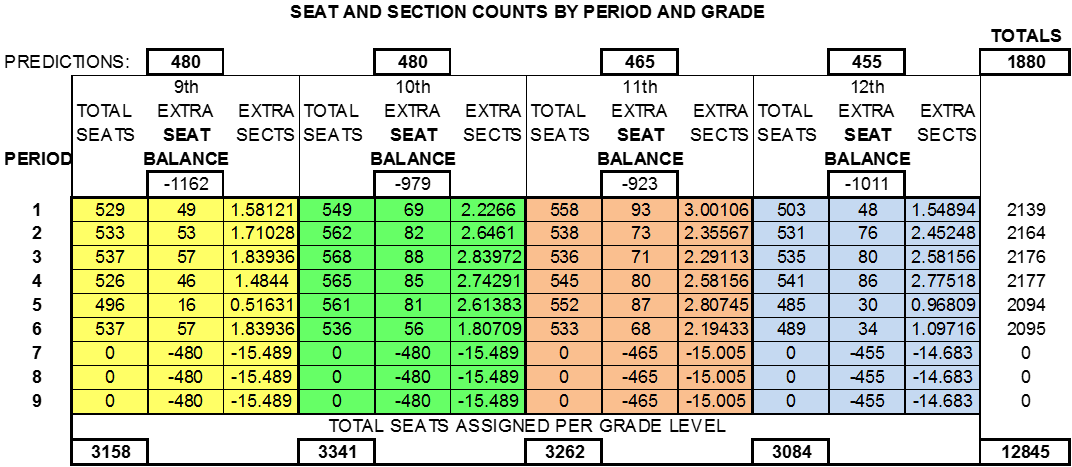 SEAT AND SECTION COUNTS BY PERIOD AND GRADE
TOTALS
PREDICTIONS: 480 480 465 455 1880
9th 10th 11th 12th
TOTAL EXTRA EXTRA TOTAL EXTRA EXTRA TOTAL EXTRA EXTRA TOTAL EXTRA EXTRA
SEATS SEAT SECTS SEATS SEAT SECTS SEATS SEAT SECTS SEATS SEAT SECTS
PERIOD BALANCE BALANCE BALANCE BALANCE
-1162 -979 -923 -1011
1 529 49 1.58121 549 69 2.2266 558 93 3.00106 503 48 1.54894 2139
2 533 53 1.71028 562 82 2.6461 538 73 2.35567 531 76 2.45248 2164
3 537 57 1.83936 568 88 2.83972 536 71 2.29113 535 80 2.58156 2176
4 526 46 1.4844 565 85 2.74291 545 80 2.58156 541 86 2.77518 2177
5 496 16 0.51631 561 81 2.61383 552 87 2.80745 485 30 0.96809 2094
6 537 57 1.83936 536 56 1.80709 533 68 2.19433 489 34 1.09716 2095
7 0 -480 -15.489 0 -480 -15.489 0 -465 -15.005 0 -455 -14.683 0
8 0 -480 -15.489 0 -480 -15.489 0 -465 -15.005 0 -455 -14.683 0
9 0 -480 -15.489 0 -480 -15.489 0 -465 -15.005 0 -455 -14.683 0
TOTAL SEATS ASSIGNED PER GRADE LEVEL
3158 3341 3262 3084 12845